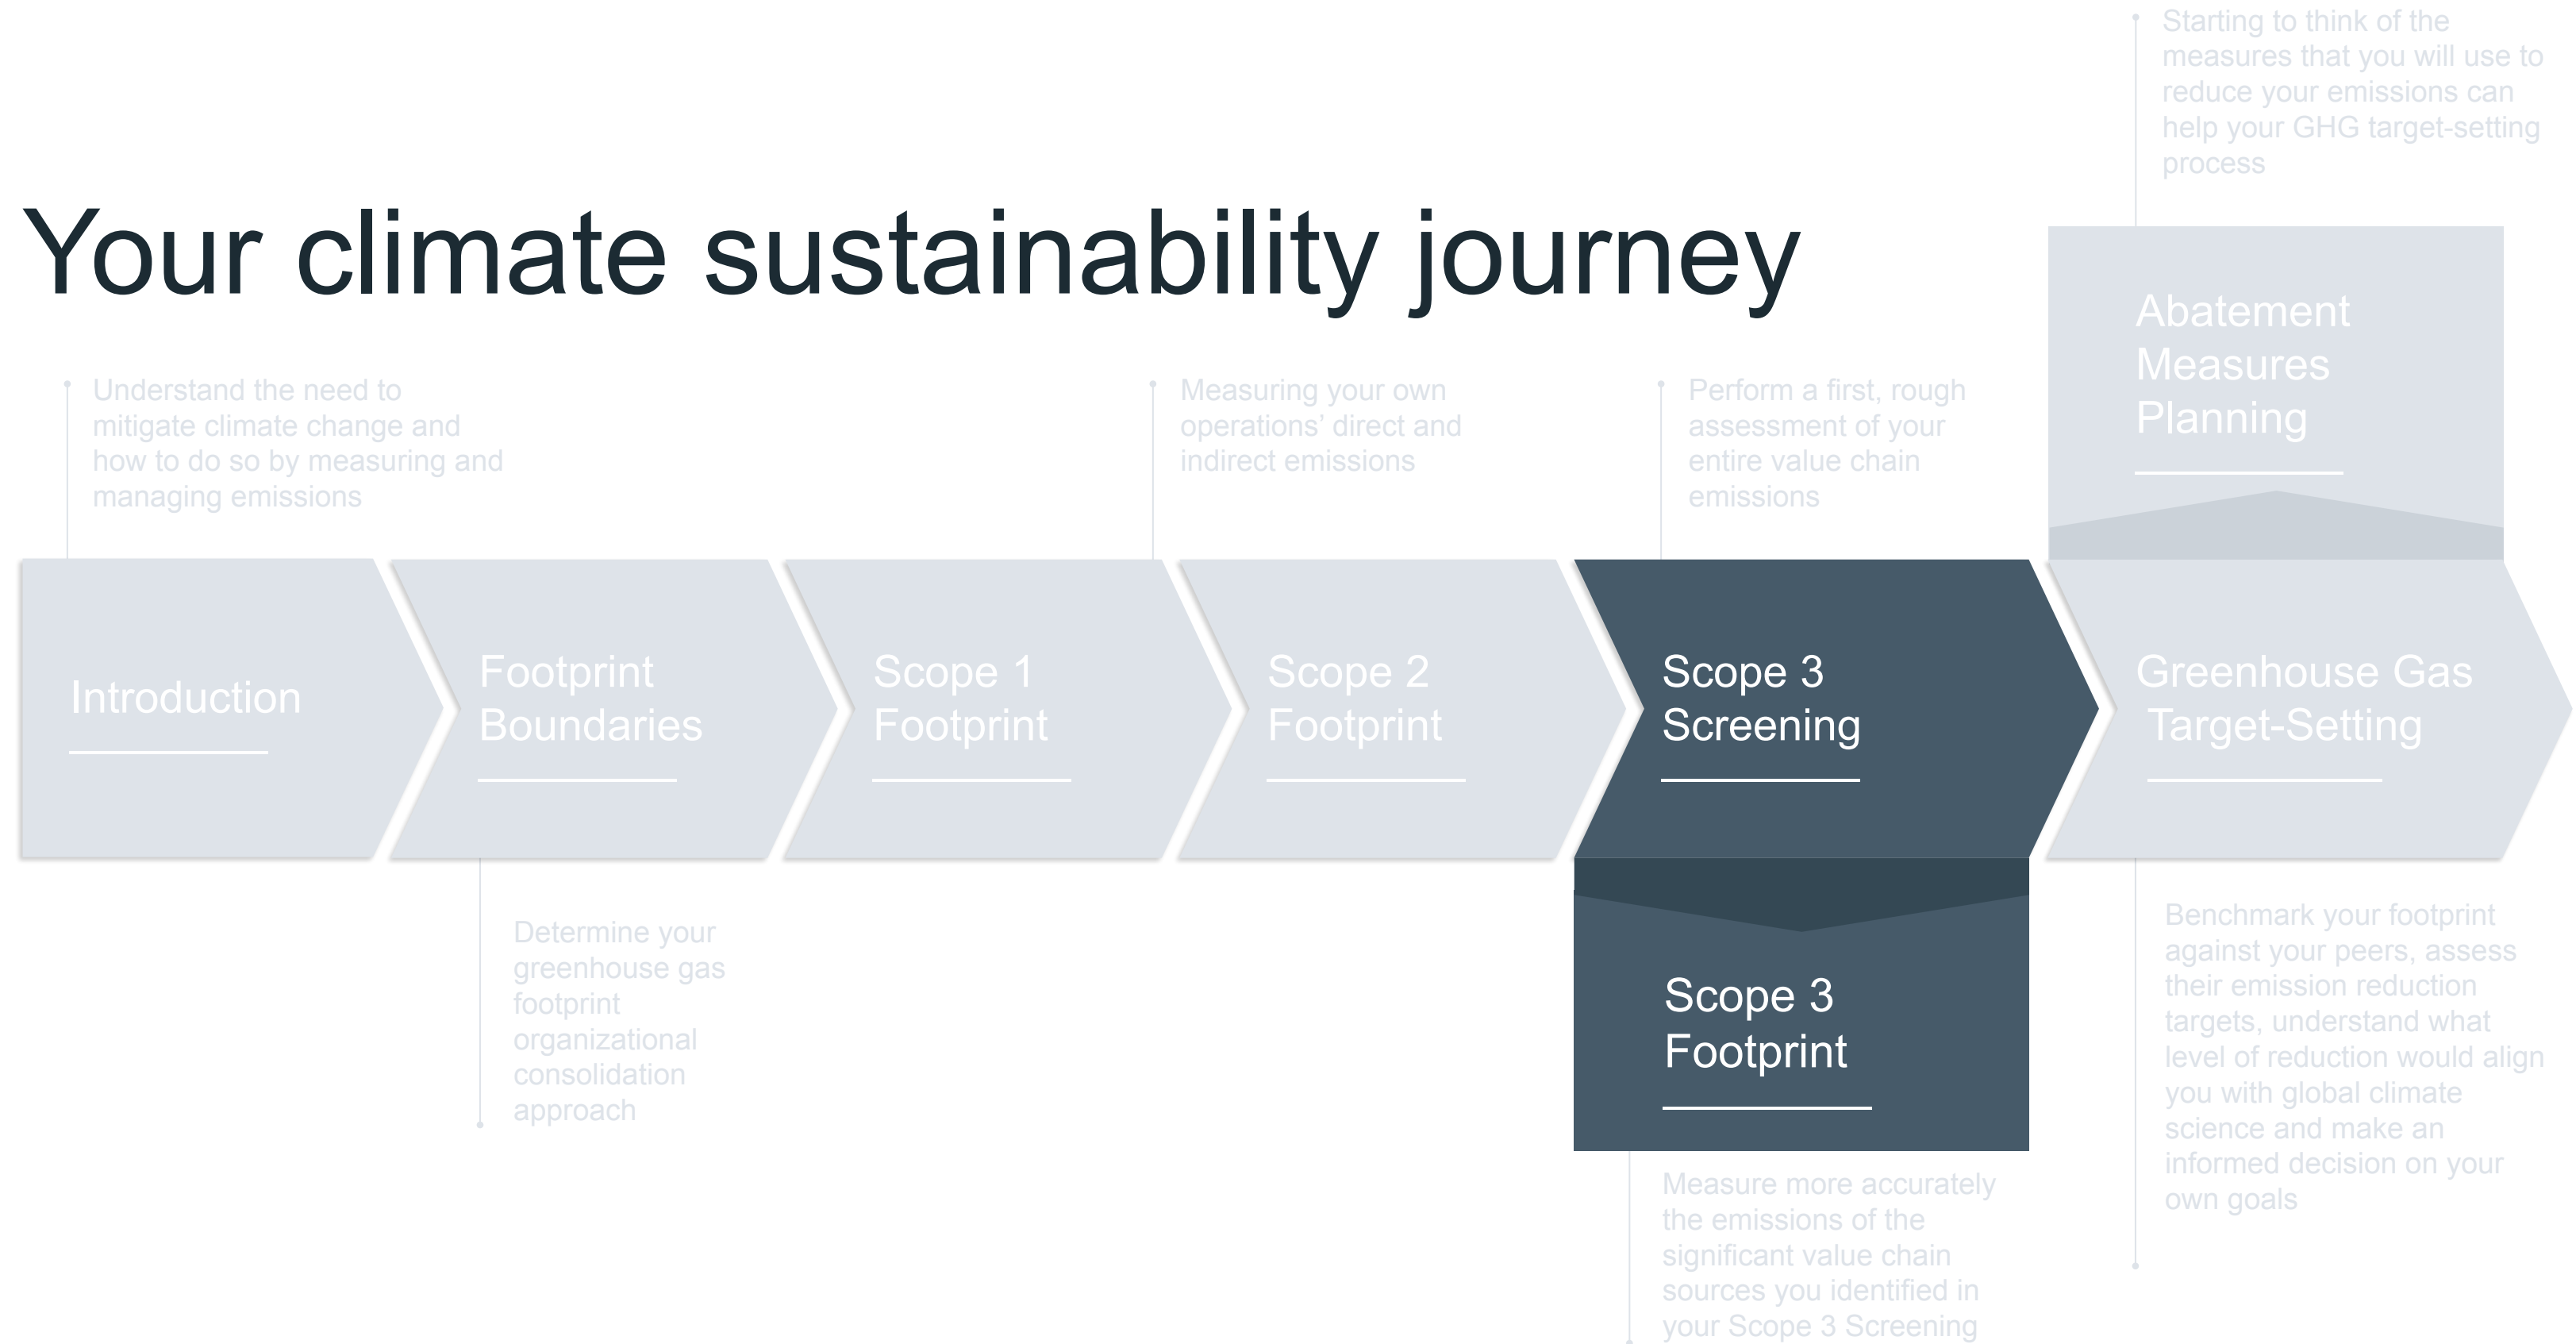 Starting to think of the
measures that you will use to
reduce your emissions can
help your GHG target-setting
process
Your climate sustainability journey
Abatement
Measures
Planning
Understand the need to
mitigate climate change and
how to do so by measuring and
managing emissions
Measuring your own
operations’ direct and
indirect emissions
Perform a first, rough
assessment of your
entire value chain
emissions
Introduction
Footprint
Boundaries
Scope 1
Footprint
Scope 2
Footprint
Scope 3
Screening
Greenhouse Gas
Target-Setting
Determine your
greenhouse gas
footprint
organizational
consolidation
approach
Scope 3
Footprint
Measure more accurately
the emissions of the
significant value chain
sources you identified in
your Scope 3 Screening
Benchmark your footprint
against your peers, assess
their emission reduction
targets, understand what
level of reduction would align
you with global climate
science and make an
informed decision on your
own goals